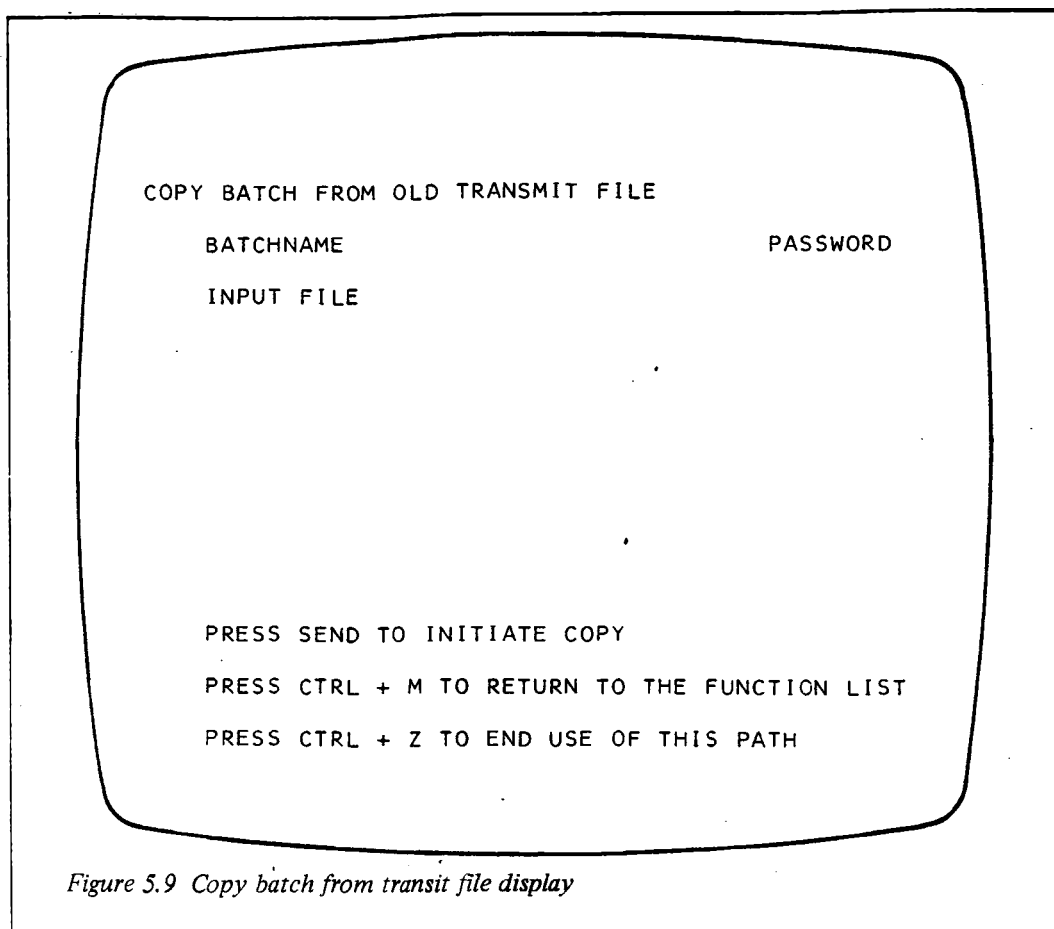 COPY BATCH FROM OLD TRANSMIT FILE
BATCHNAME PASSWORD
INPUT FILE
PRESS SEND TO INITIATE COPY
PRESS CTRL + M TO RETURN TO THE FUNCTION LIST
PRESS CTRL + Z TO END USE OF THIS PATH
Figure 5.9 Copy batch from transit file display